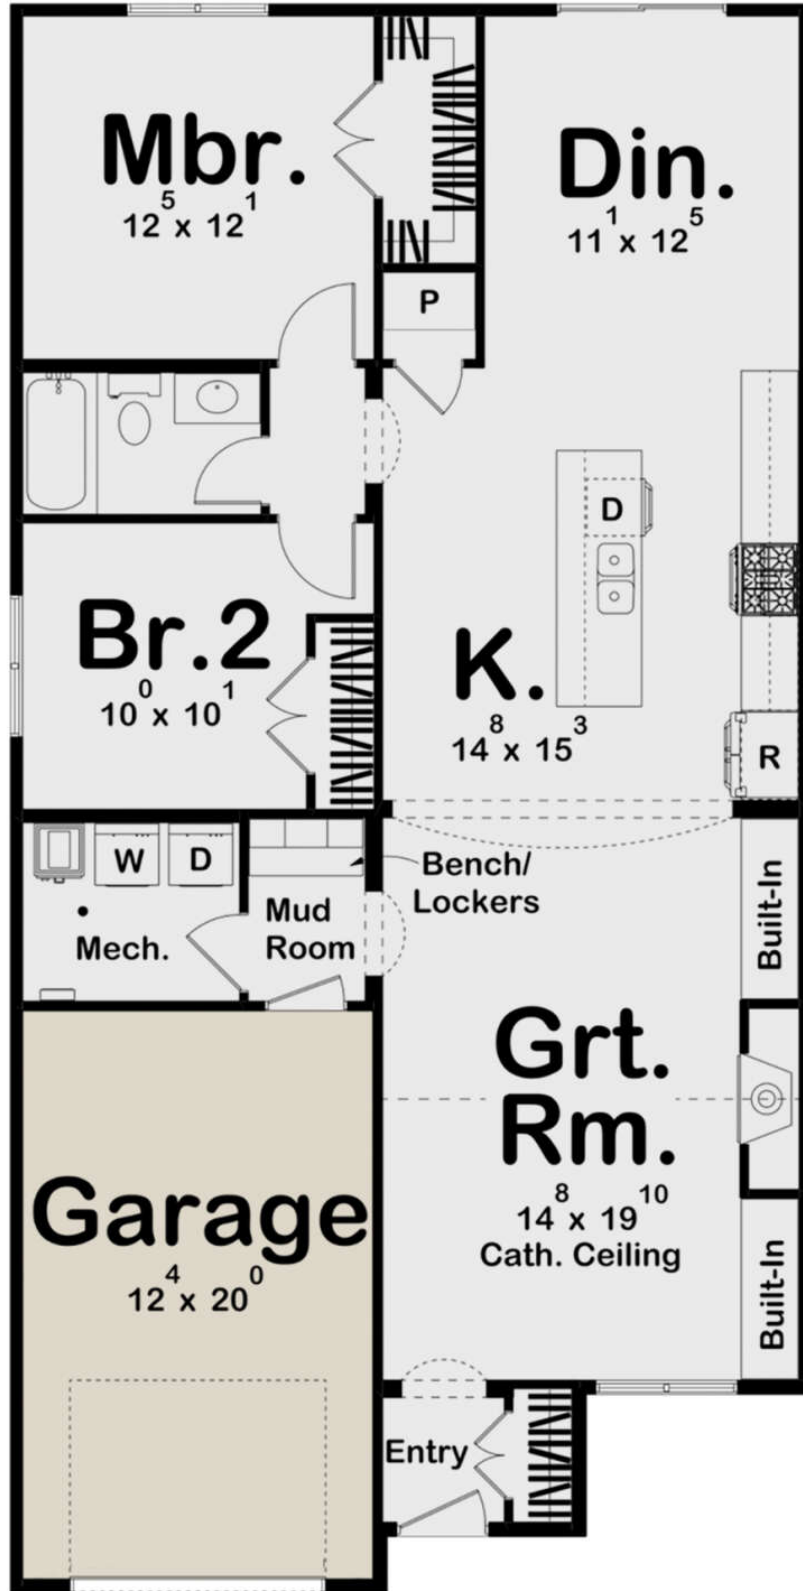 Mbr.
12⁵ x 12¹
Din.
11¹ x 12⁵
P
D
Br.2
10⁰ x 10¹
K.
14⁸ x 15³
R
W
D
Mech.
Mud
Room
Bench/
Lockers
Built-In
Grt.
Rm.
14⁸ x 19¹⁰
Cath. Ceiling
Garage
12⁴ x 20⁰
Built-In
Entry